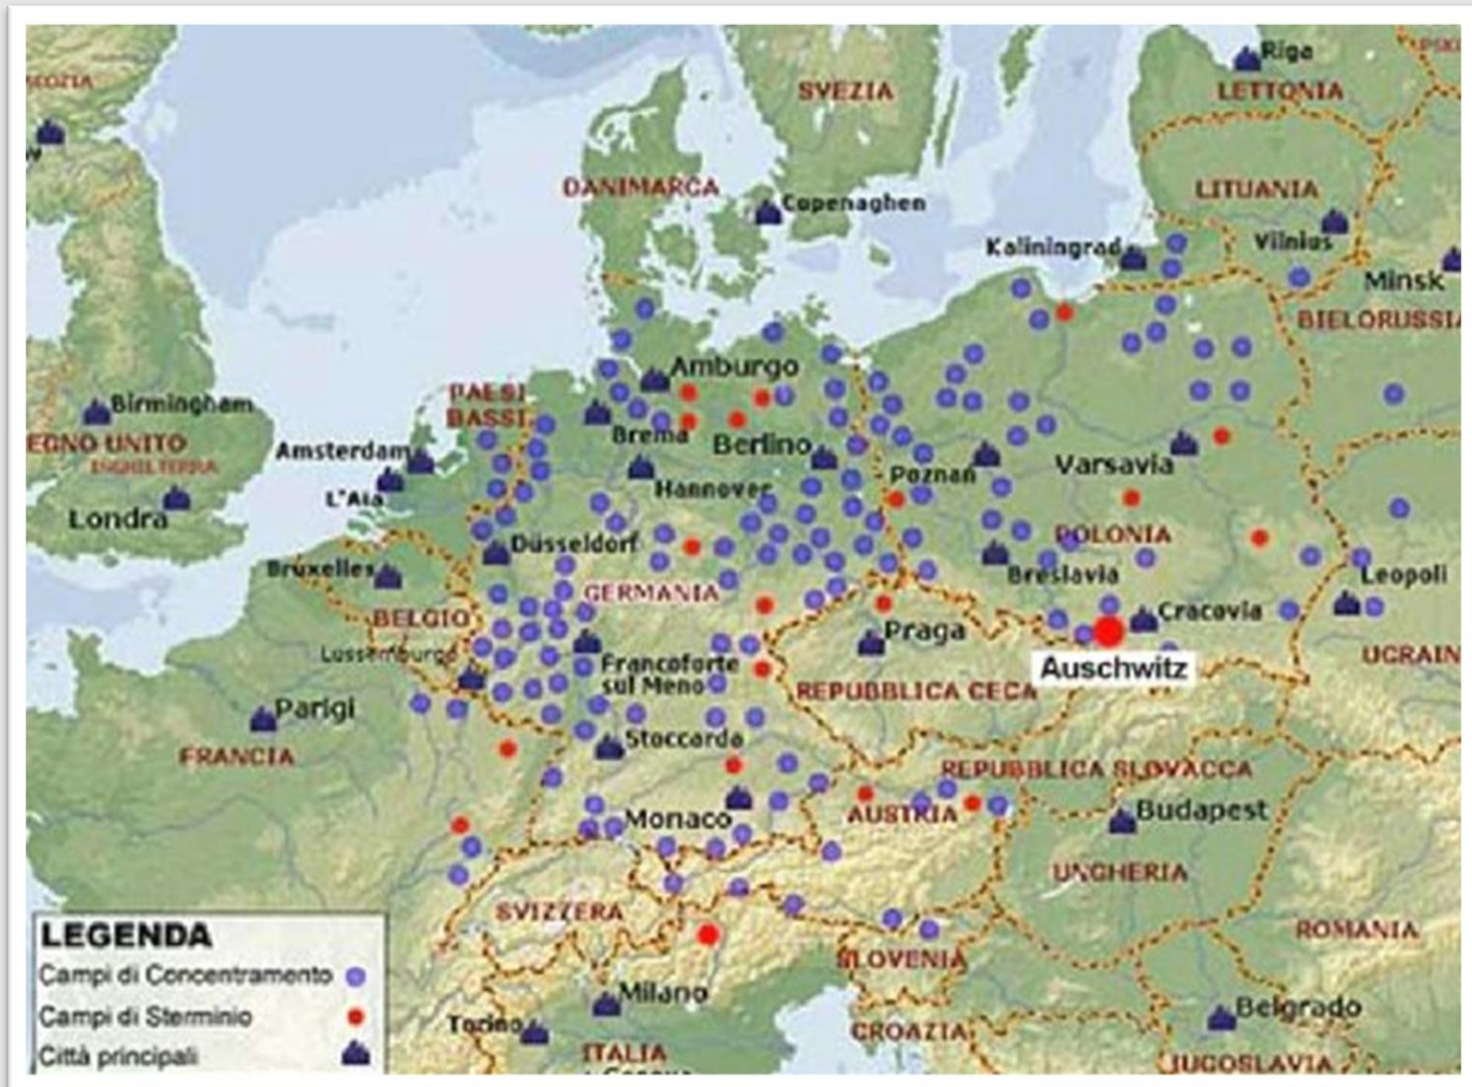 Riga
SVEZIA
LETTONIA
DANIMARCA
LITUANIA
Copenaghen
Kaliningrad
Vilnius
Minsk
BIELORUSSIA
Amburgo
PAESI
BASSI
Birmingham
Brema
REGNO UNITO
INGHILTERRA
Amsterdam
Berlino
Varsavia
Poznan
L'Aia
Hannover
Londra
POLONIA
Düsseldorf
Bruxelles
Breslavia
Leopoli
GERMANIA
BELGIO
Cracovia
Praga
Lussemburgo
Francoforte
sul Meno
Auschwitz
UCRAIN
REPUBBLICA CECA
Parigi
Stoccarda
FRANCIA
REPUBBLICA SLOVACCA
Monaco
AUSTRIA
Budapest
UNGHERIA
SVIZZERA
ROMANIA
LEGENDA
Campi di Concentramento
Campi di Sterminio
Città principali
SLOVENIA
Milano
Torino
Belgrado
CROAZIA
ITALIA
JUGOSLAVIA